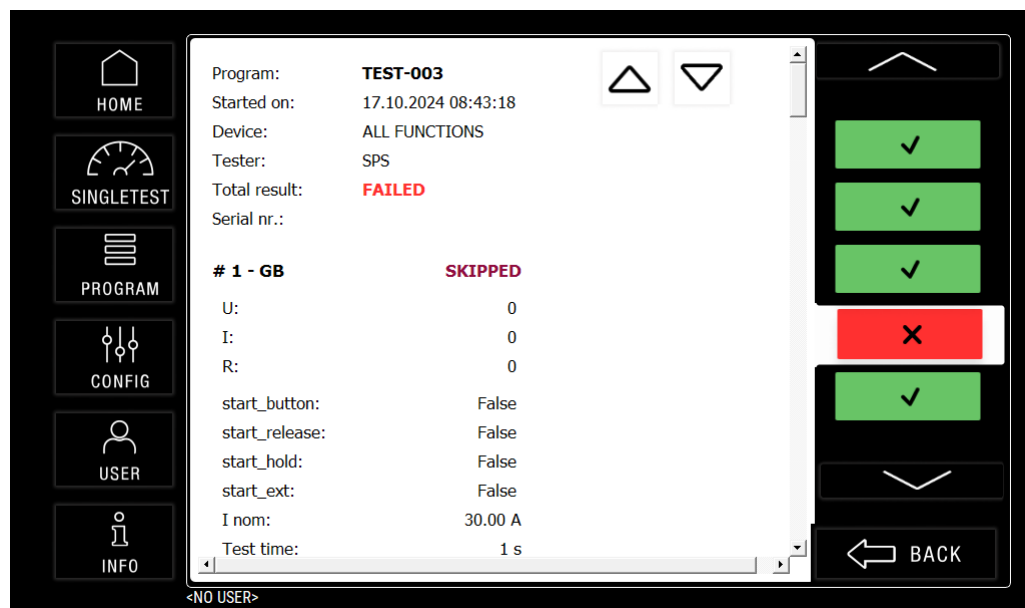 HOME
SINGLETEST
PROGRAM
CONFIG
USER
INFO
Program: TEST-003
Started on: 17.10.2024 08:43:18
Device: ALL FUNCTIONS
Tester: SPS
Total result: FAILED
Serial nr.:
# 1 - GB SKIPPED
U: 0
I: 0
R: 0
start_button: False
start_release: False
start_hold: False
start_ext: False
I nom: 30.00 A
Test time: 1 s
BACK
<NO USER>